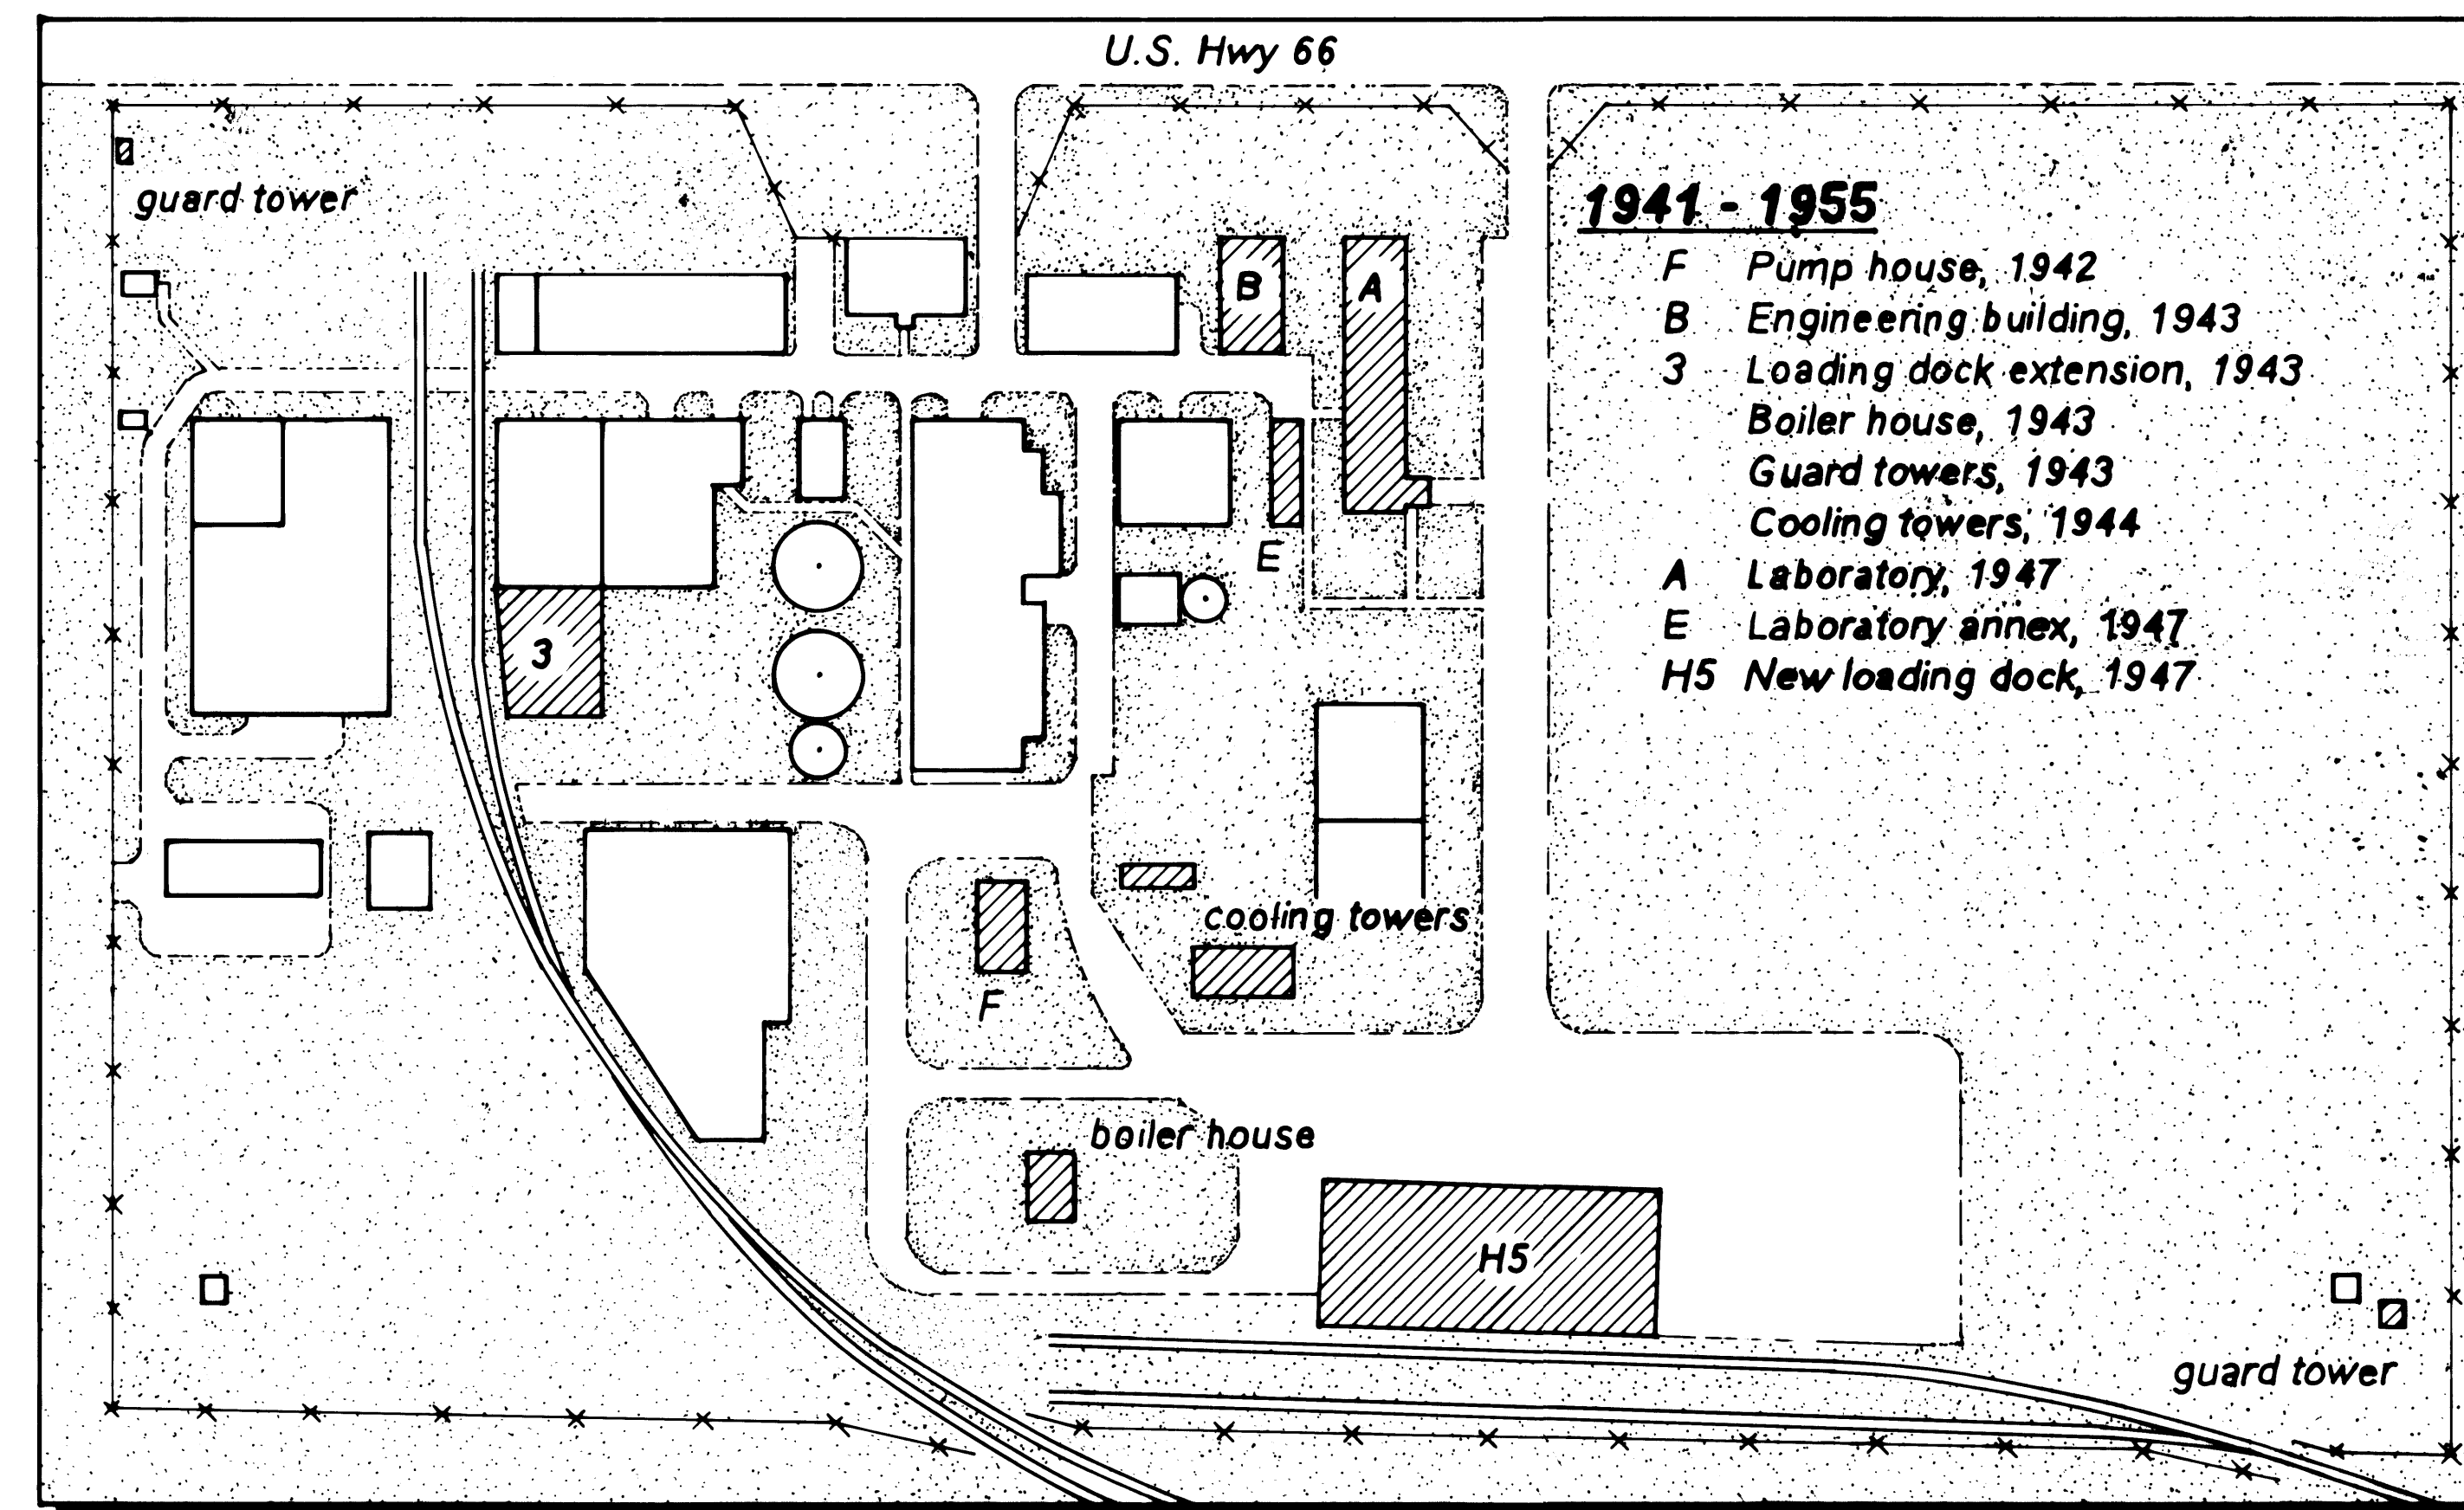 U.S. Hwy 66
guard tower
1941 - 1955
F Pump house, 1942
B Engineering building, 1943
3 Loading dock extension, 1943
Boiler house, 1943
Guard towers, 1943
Cooling towers, 1944
A Laboratory, 1947
E Laboratory annex, 1947
H5 New loading dock, 1947
B
A
E
3
cooling towers
F
boiler house
H5
guard tower